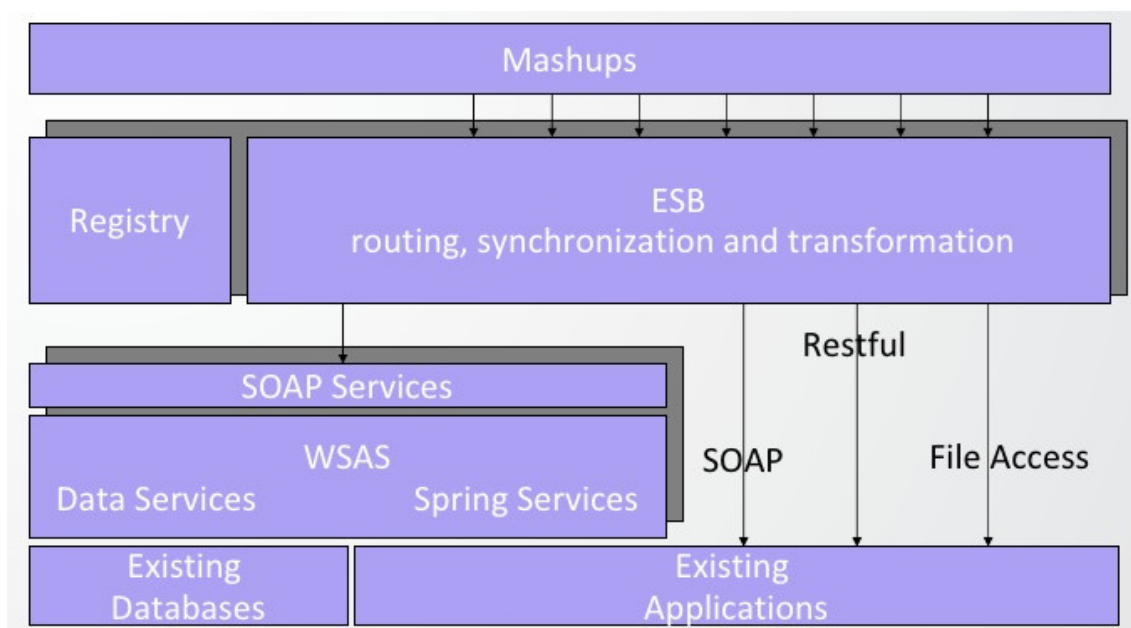 Mashups
Registry
ESB
routing, synchronization and transformation
Restful
SOAP Services
WSAS
SOAP
File Access
Data Services
Spring Services
Existing
Databases
Existing
Applications